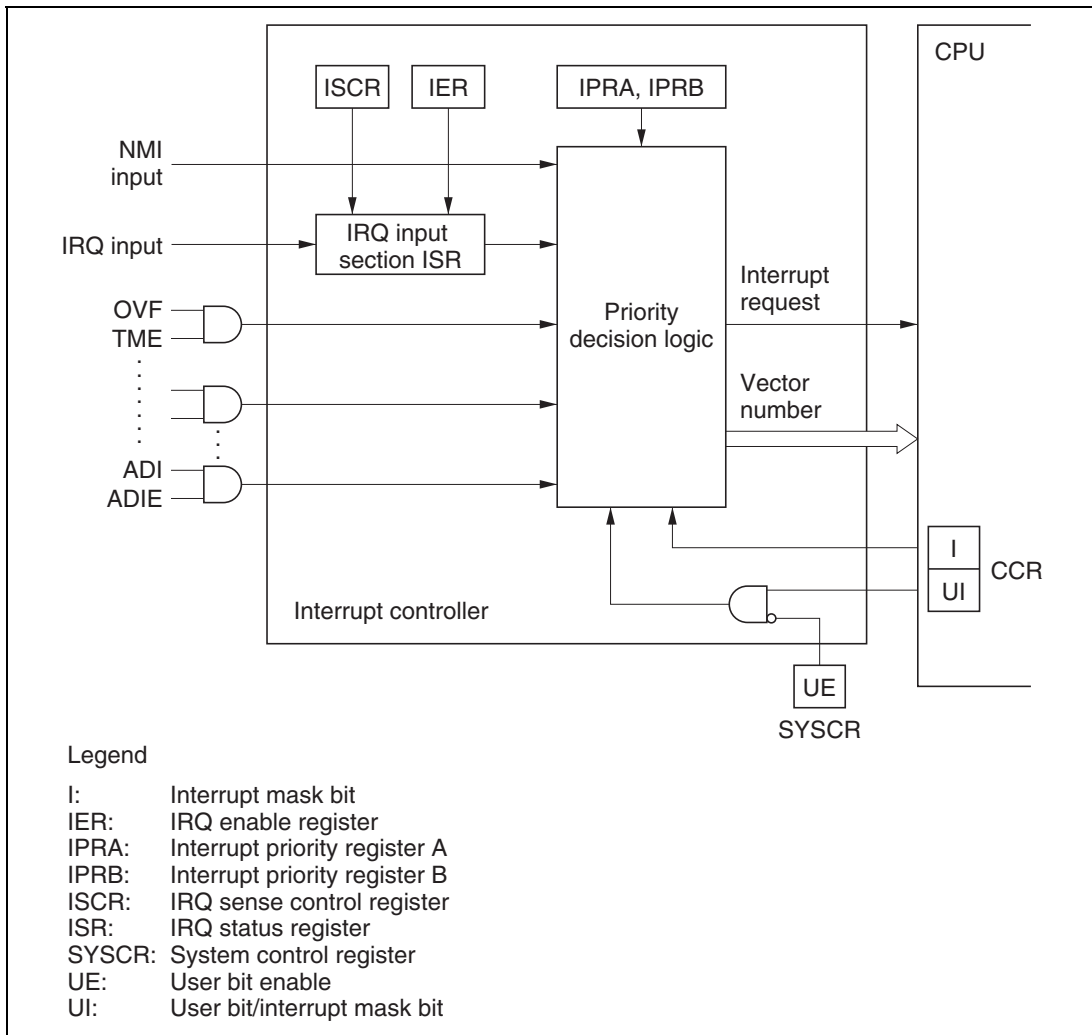 CPU
ISCR
IER
IPRA, IPRB
NMI
input
IRQ input
IRQ input
section ISR
OVF
TME
Priority
decision logic
Interrupt
request
Vector
number
ADI
ADIE
I
UI
CCR
Interrupt controller
UE
SYSCR
Legend
I: Interrupt mask bit
IER: IRQ enable register
IPRA: Interrupt priority register A
IPRB: Interrupt priority register B
ISCR: IRQ sense control register
ISR: IRQ status register
SYSCR: System control register
UE: User bit enable
UI: User bit/interrupt mask bit